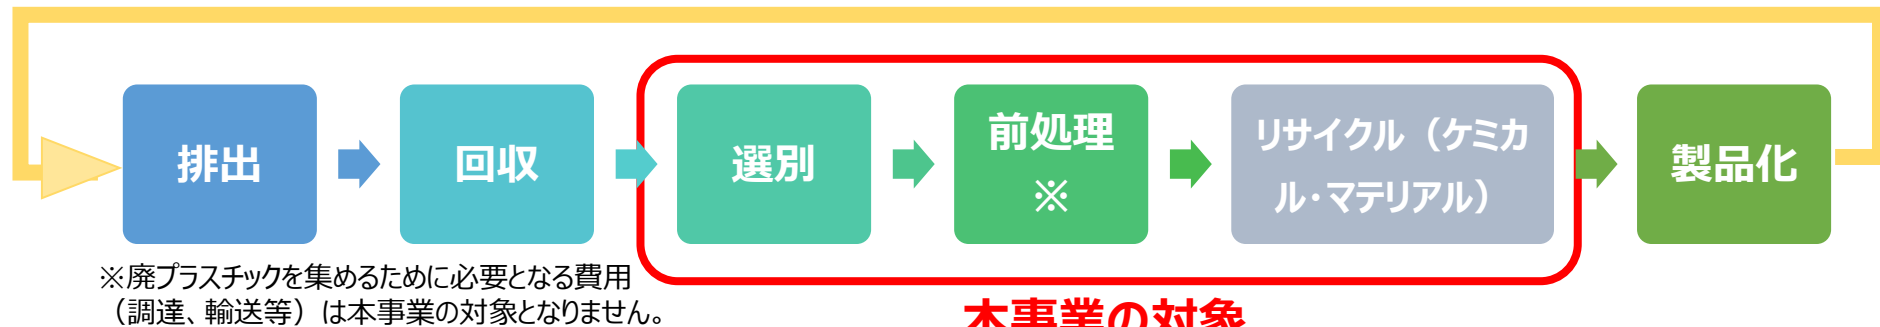 排出
回収
選別
前処理
※
リサイクル（ケミカ
ル・マテリアル）
製品化
※廃プラスチックを集めるために必要となる費用
（調達、輸送等）は本事業の対象となりません。
本事業の対象